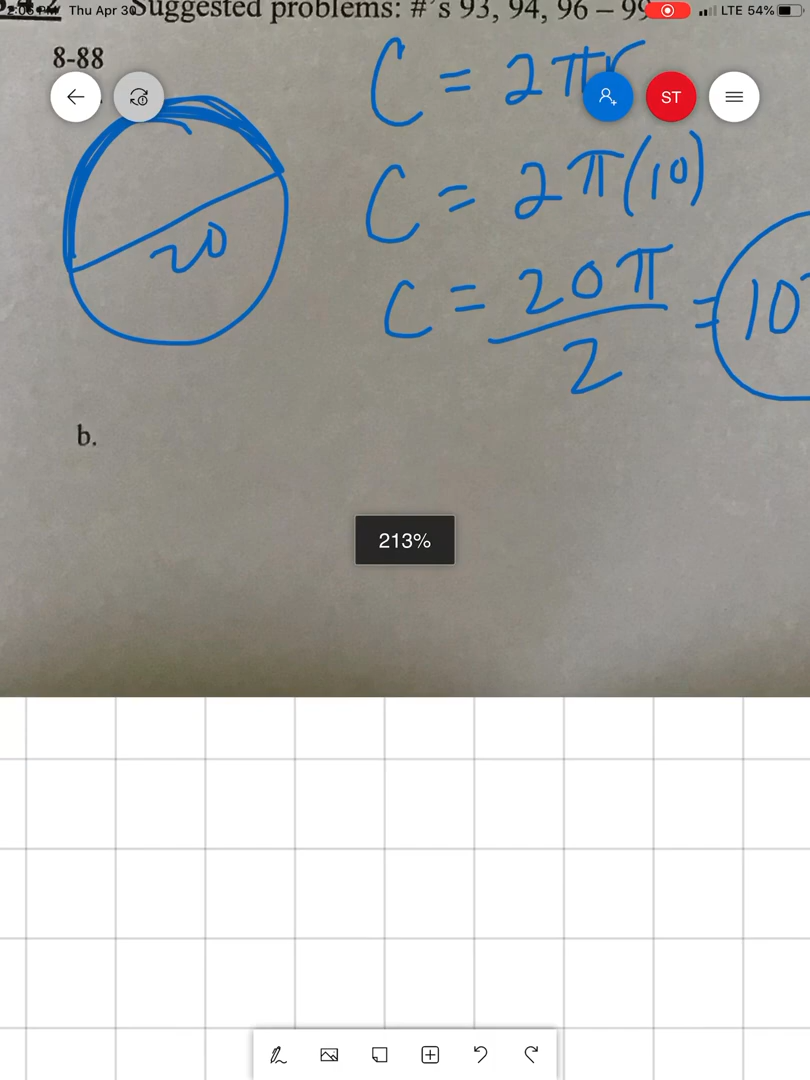 Suggested problems: #'s 93, 94, 96 – 99
Thu Apr 30
LTE 54%
8-88
C = 2πr
ST
C = 2π(10)
20
C = 20π/2 = 10
b.
213%